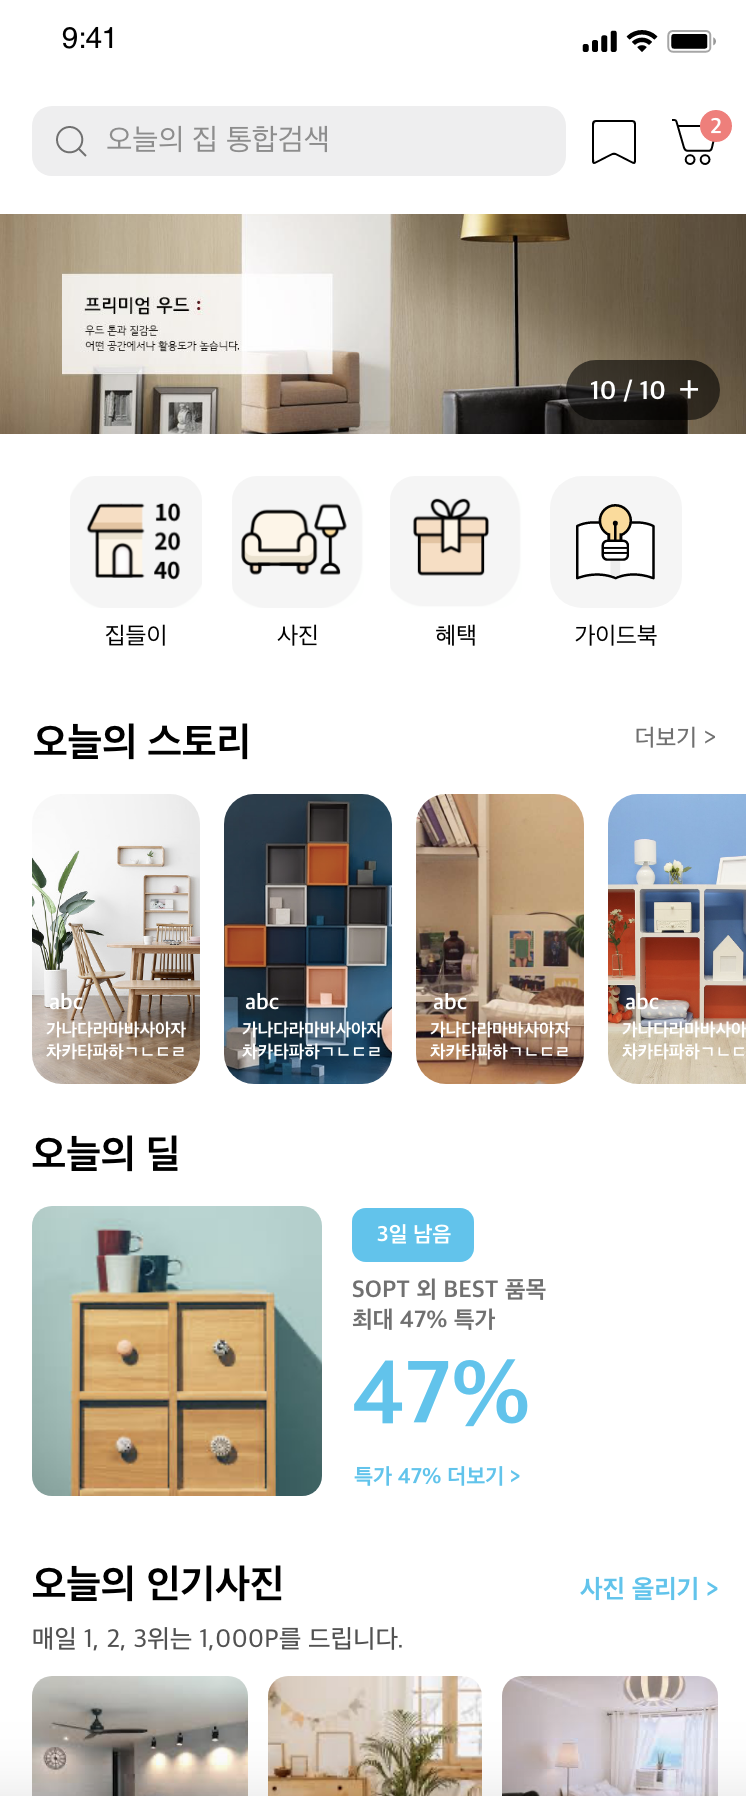 9:41
오늘의 집 통합검색
2
프리미엄 우드 :
우드 톤과 질감은
어떤 공간에서나 활용도가 높습니다.
10 / 10 +
10
20
40
집들이
사진
혜택
가이드북
오늘의 스토리
더보기 >
abc
가나다라마바사아자
차카타파하ㄱㄴㄷㄹ
abc
가나다라마바사아자
차카타파하ㄱㄴㄷㄹ
abc
가나다라마바사아자
차카타파하ㄱㄴㄷㄹ
abc
가나다라마바사아
차카타파하ㄱㄴㄷ
오늘의 딜
3일 남음
SOPT 외 BEST 품목
최대 47% 특가
47%
특가 47% 더보기 >
오늘의 인기사진
사진 올리기 >
매일 1, 2, 3위는 1,000P를 드립니다.